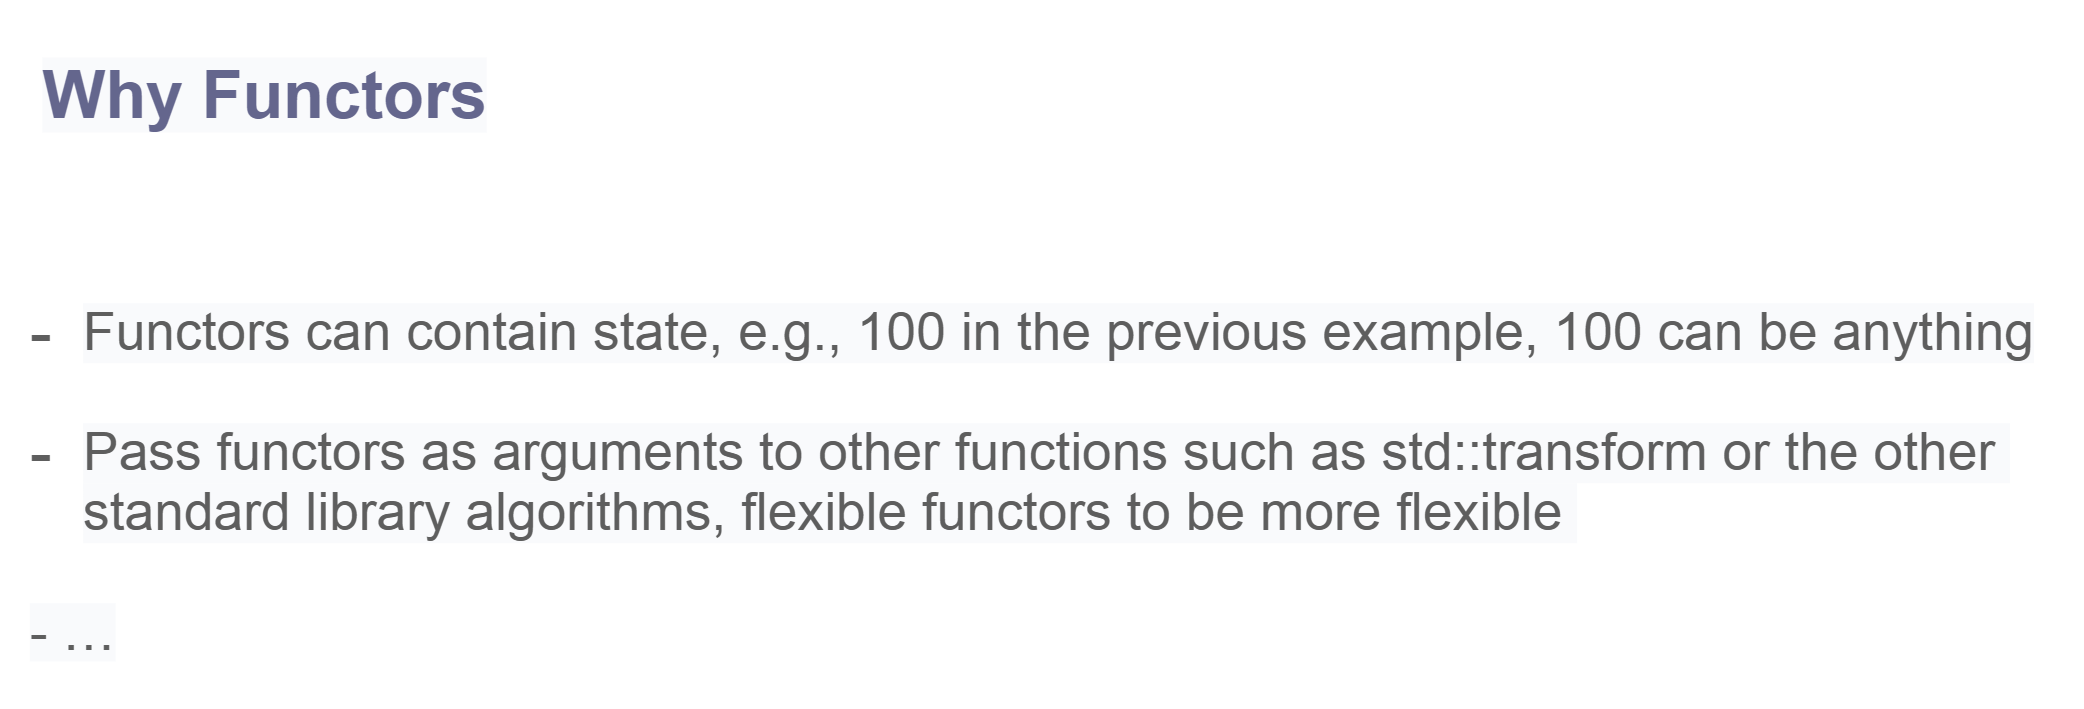 Why Functors
- Functors can contain state, e.g., 100 in the previous example, 100 can be anything
- Pass functors as arguments to other functions such as std::transform or the other
standard library algorithms, flexible functors to be more flexible
- ...